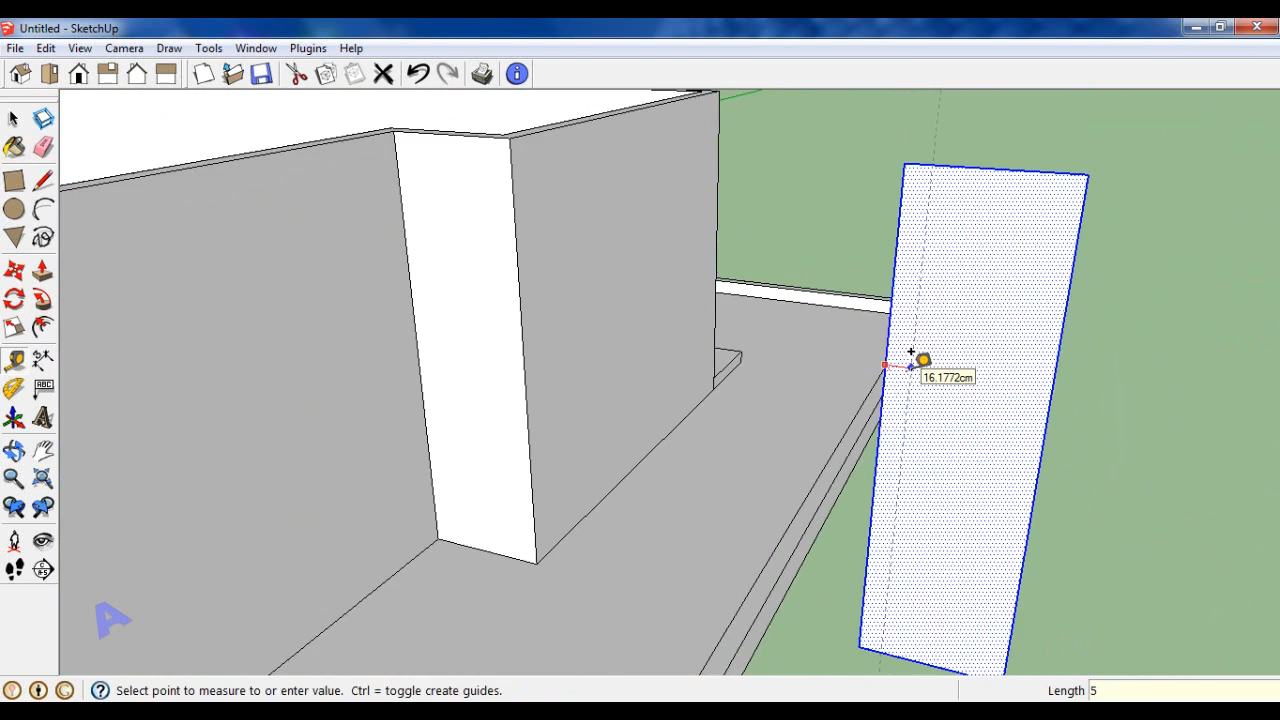 Untitled - SketchUp
File Edit View Camera Draw Tools Window Plugins Help
ABC
A
16.1772cm
A
Select point to measure to or enter value. Ctrl = toggle create guides.
Length 5